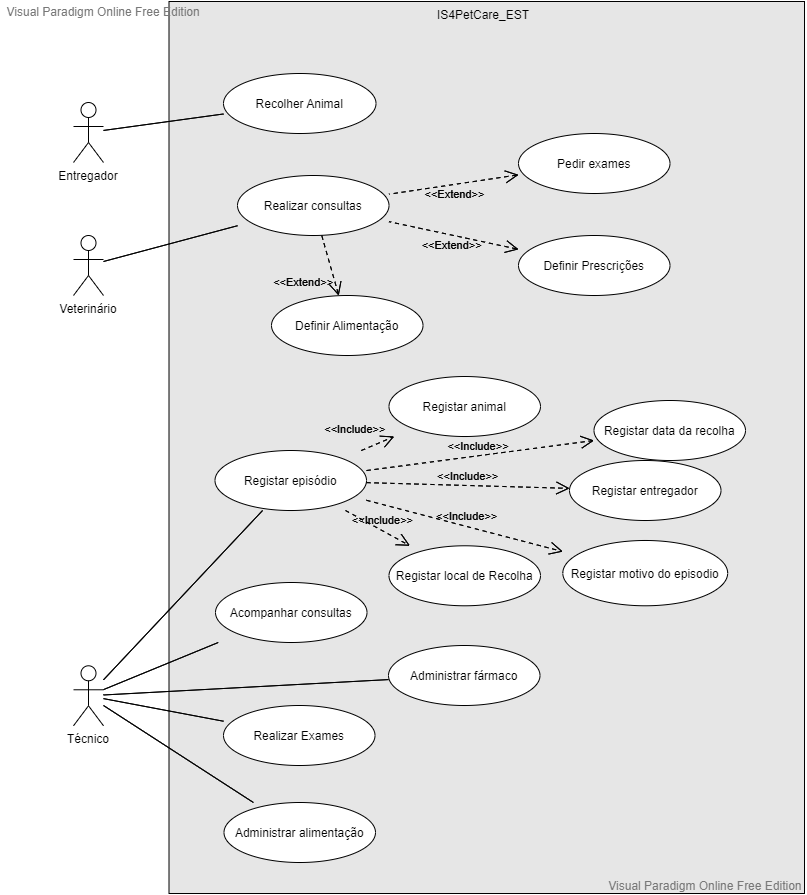 Visual Paradigm Online Free Edition
IS4PetCare_EST
Recolher Animal
Entregador
Pedir exames
<<Extend>>
Realizar consultas
<<Extend>>
Definir Prescrições
Veterinário
<<Extend>>
Definir Alimentação
Registar animal
<<Include>>
Registar data da recolha
<<Include>>
Registar episódio
<<Include>>
Registar entregador
<<Include>>
<<Include>>
Registar local de Recolha
Registar motivo do episodio
Acompanhar consultas
Administrar fármaco
Técnico
Realizar Exames
Administrar alimentação
Visual Paradigm Online Free Edition